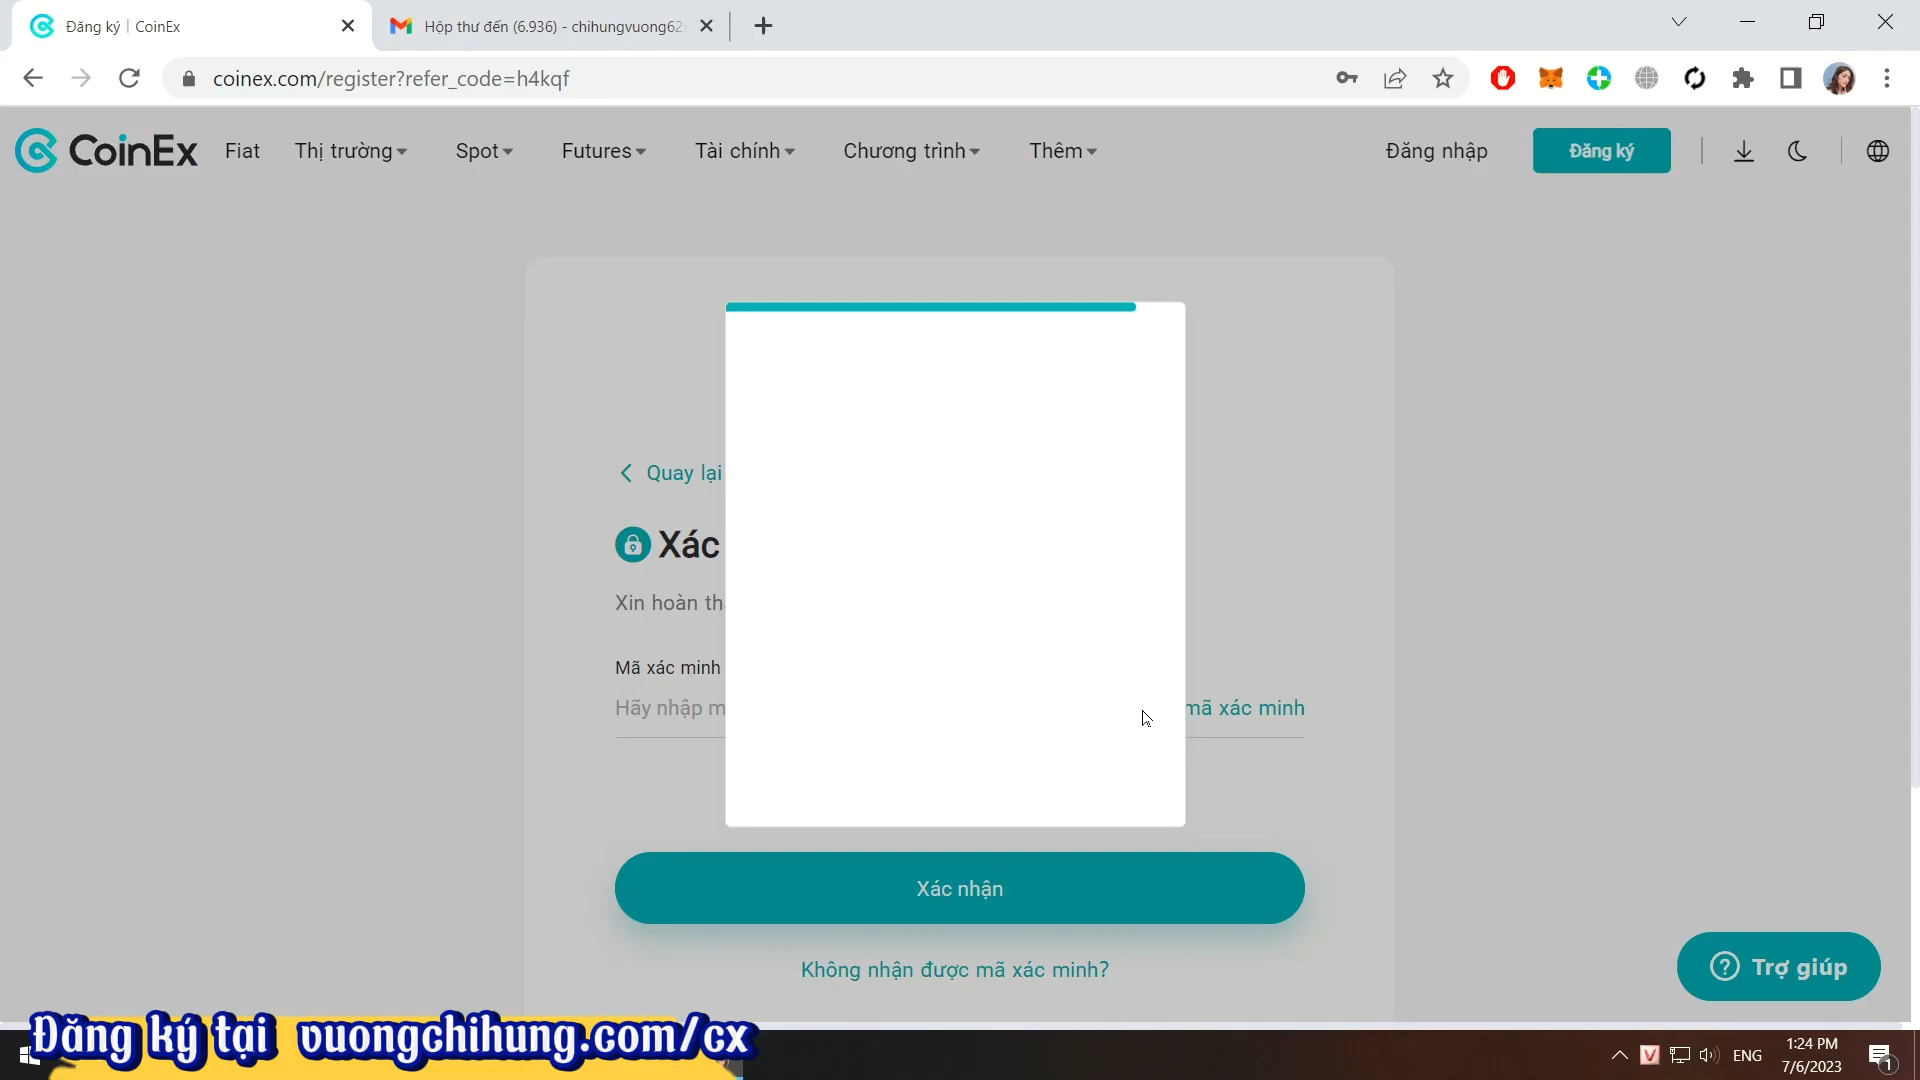 Đăng ký | CoinEx
Hộp thư đến (6.936) - chihungvuong62
coinex.com/register?refer_code=h4kqf
CoinEx Fiat Thị trường Spot Futures Tài chính Chương trình Thêm Đăng nhập Đăng ký
Quay lại
Xác
Xin hoàn th
Mã xác minh
Hãy nhập m mã xác minh
Xác nhận
Không nhận được mã xác minh?
Trợ giúp
Đăng ký tại vuongchihung.com/cx
V ENG 1:24 PM
7/6/2023
1